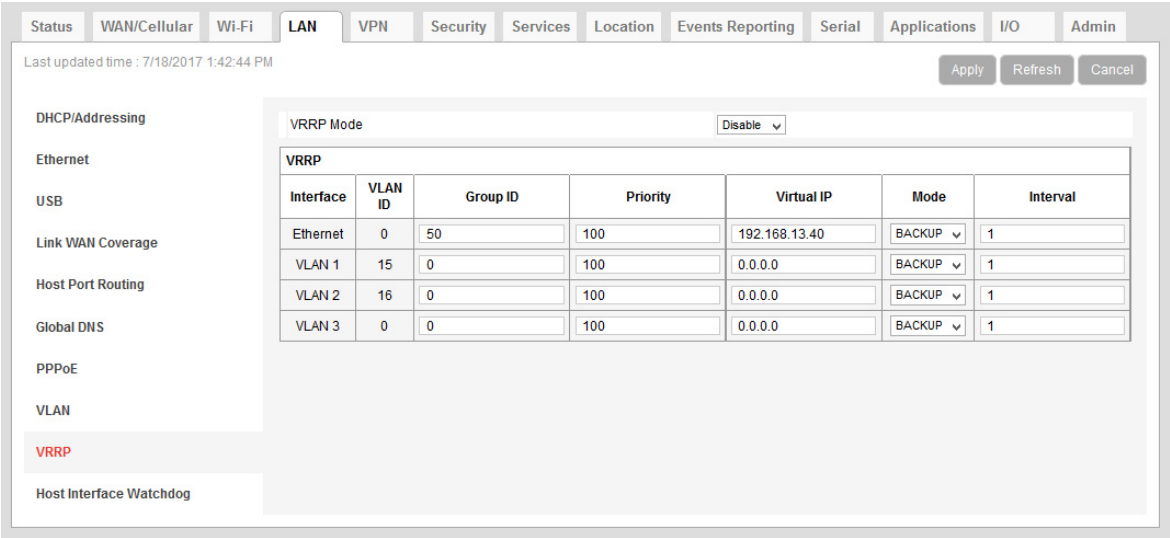 Status WAN/Cellular Wi-Fi LAN VPN Security Services Location Events Reporting Serial Applications I/O Admin
Last updated time : 7/18/2017 1:42:44 PM
Apply Refresh Cancel
DHCP/Addressing
Ethernet
USB
Link WAN Coverage
Host Port Routing
Global DNS
PPPoE
VLAN
VRRP
Host Interface Watchdog
VRRP Mode Disable
VRRP
Interface VLAN ID Group ID Priority Virtual IP Mode Interval
Ethernet 0 50 100 192.168.13.40 BACKUP 1
VLAN 1 15 0 100 0.0.0.0 BACKUP 1
VLAN 2 16 0 100 0.0.0.0 BACKUP 1
VLAN 3 0 0 100 0.0.0.0 BACKUP 1